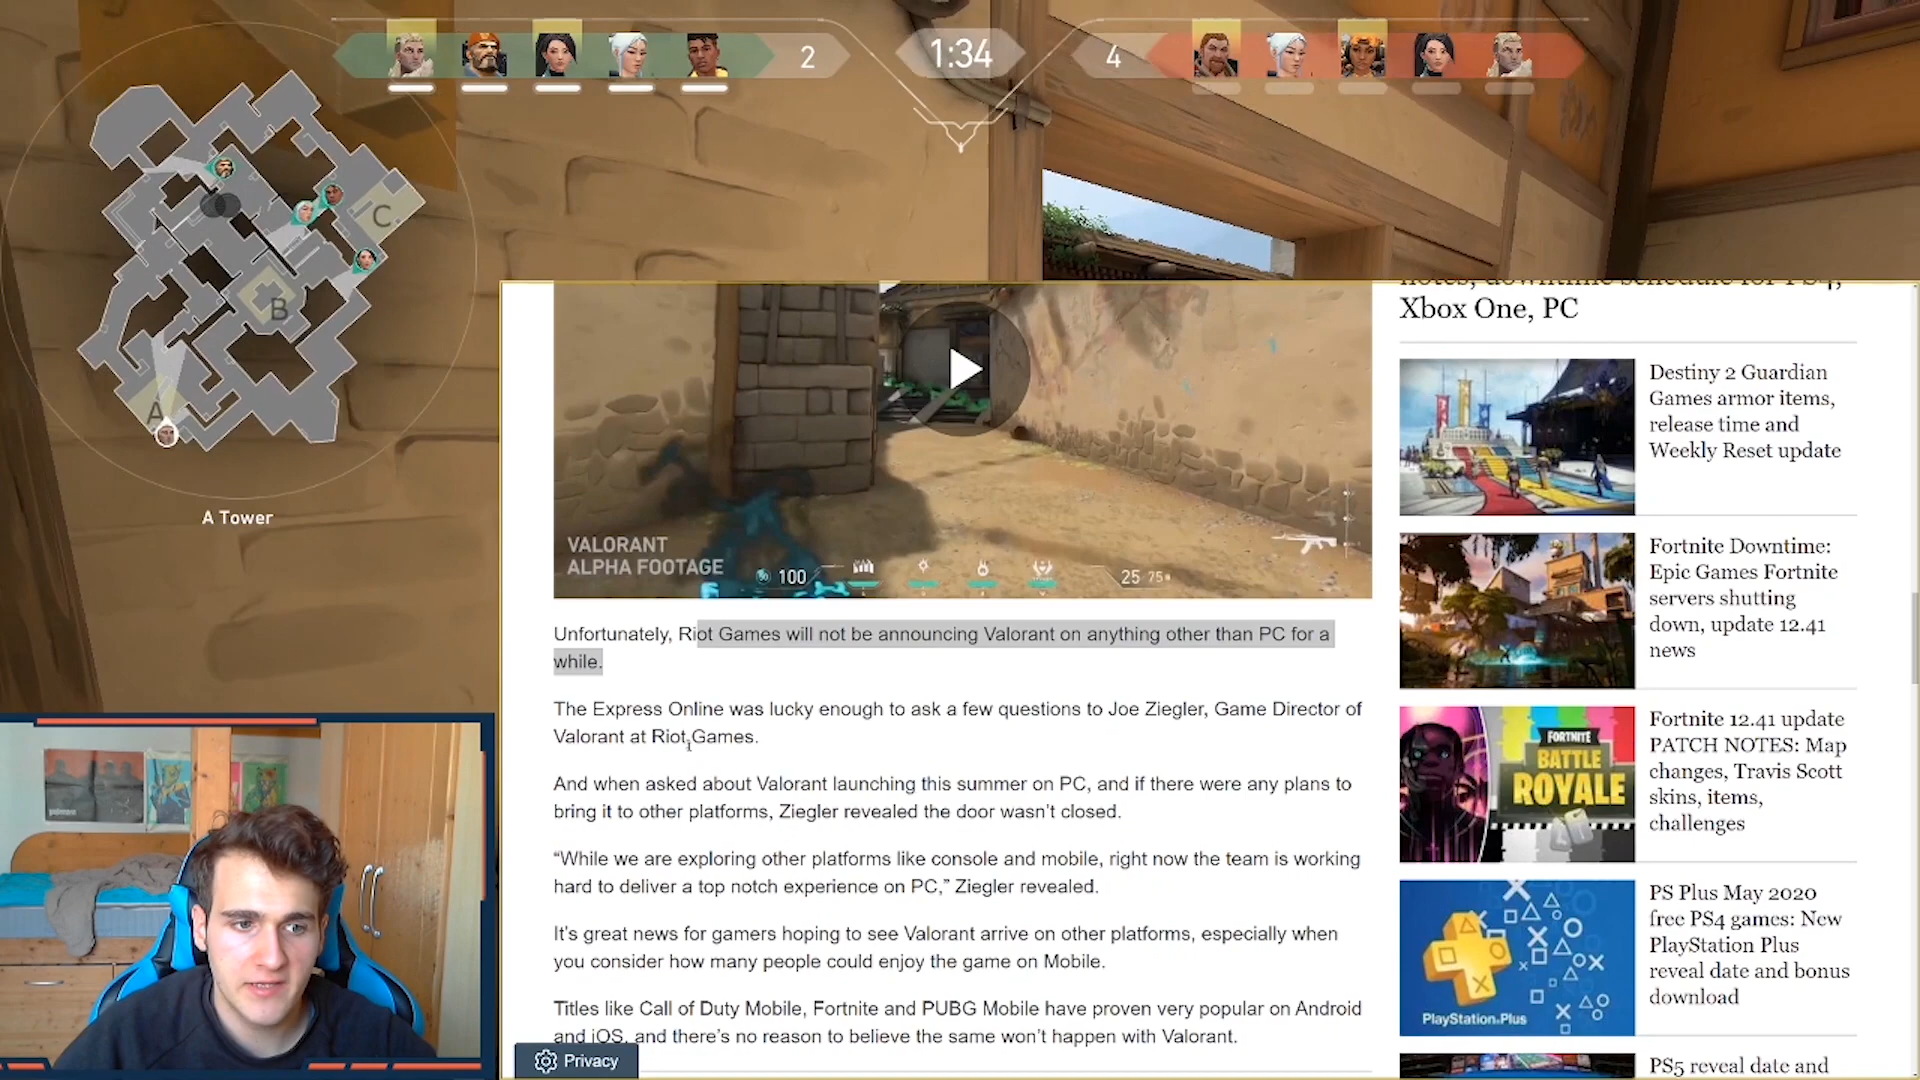 2
1:34
4
C
B
A
A Tower
VALORANT
ALPHA FOOTAGE
100
25 75
Unfortunately, Riot Games will not be announcing Valorant on anything other than PC for a
while.
The Express Online was lucky enough to ask a few questions to Joe Ziegler, Game Director of
Valorant at Riot Games.
And when asked about Valorant launching this summer on PC, and if there were any plans to
bring it to other platforms, Ziegler revealed the door wasn't closed.
“While we are exploring other platforms like console and mobile, right now the team is working
hard to deliver a top notch experience on PC,” Ziegler revealed.
It's great news for gamers hoping to see Valorant arrive on other platforms, especially when
you consider how many people could enjoy the game on Mobile.
Titles like Call of Duty Mobile, Fortnite and PUBG Mobile have proven very popular on Android
and iOS, and there's no reason to believe the same won't happen with Valorant.
Privacy
notes, downtime schedule for PS4,
Xbox One, PC
Destiny 2 Guardian
Games armor items,
release time and
Weekly Reset update
Fortnite Downtime:
Epic Games Fortnite
servers shutting
down, update 12.41
news
FORTNITE
BATTLE
ROYALE
Fortnite 12.41 update
PATCH NOTES: Map
changes, Travis Scott
skins, items,
challenges
PlayStation Plus
PS Plus May 2020
free PS4 games: New
PlayStation Plus
reveal date and bonus
download
PS5 reveal date and